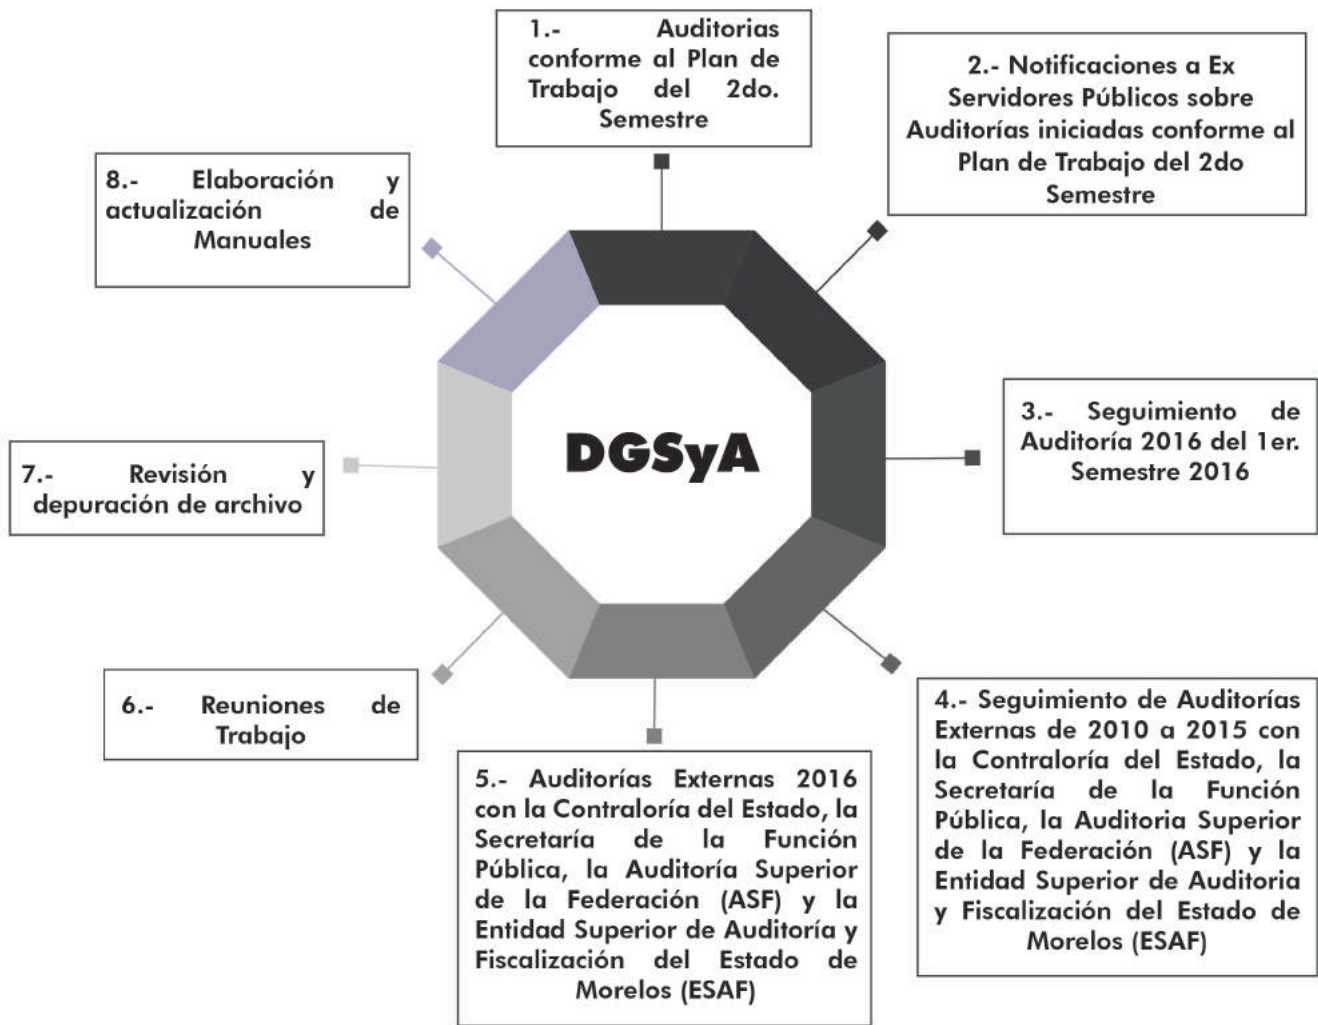 1.- Auditorias
conforme al Plan de
Trabajo del 2do.
Semestre
2.- Notificaciones a Ex
Servidores Públicos sobre
Auditorías iniciadas conforme al
Plan de Trabajo del 2do
Semestre
3.- Seguimiento de
Auditoría 2016 del 1er.
Semestre 2016
4.- Seguimiento de Auditorías
Externas de 2010 a 2015 con
la Contraloría del Estado, la
Secretaría de la Función
Pública, la Auditoria Superior
de la Federación (ASF) y la
Entidad Superior de Auditoria
y Fiscalización del Estado de
Morelos (ESAF)
5.- Auditorías Externas 2016
con la Contraloría del Estado, la
Secretaría de la Función
Pública, la Auditoría Superior
de la Federación (ASF) y la
Entidad Superior de Auditoría y
Fiscalización del Estado de
Morelos (ESAF)
6.- Reuniones de
Trabajo
7.- Revisión y
depuración de archivo
8.- Elaboración y
actualización de
Manuales
DGSyA